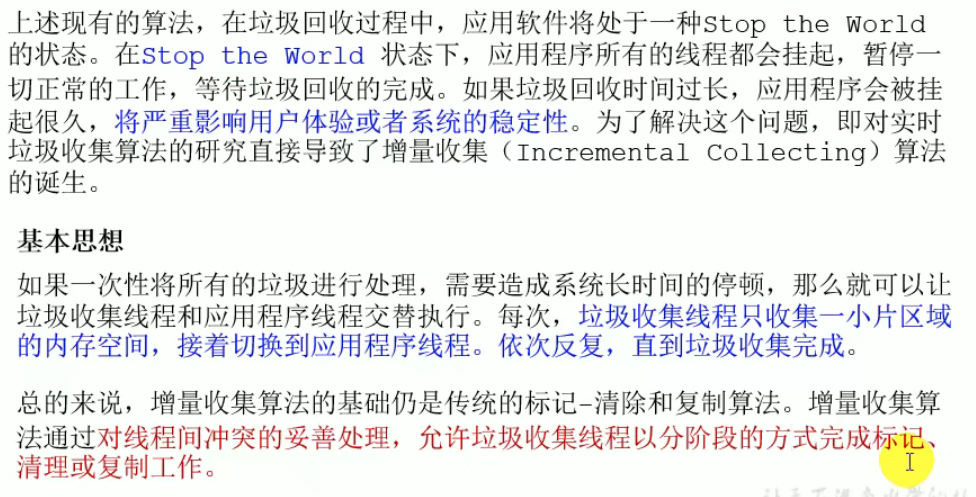 上述现有的算法，在垃圾回收过程中，应用软件将处于一种Stop the World
的状态。在Stop the World 状态下，应用程序所有的线程都会挂起，暂停一
切正常的工作，等待垃圾回收的完成。如果垃圾回收时间过长，应用程序会被挂
起很久，将严重影响用户体验或者系统的稳定性。为了解决这个问题，即对实时
垃圾收集算法的研究直接导致了增量收集（Incremental Collecting）算法
的诞生。
基本思想
如果一次性将所有的垃圾进行处理，需要造成系统长时间的停顿，那么就可以让
垃圾收集线程和应用程序线程交替执行。每次，垃圾收集线程只收集一小片区域
的内存空间，接着切换到应用程序线程。依次反复，直到垃圾收集完成。
总的来说，增量收集算法的基础仍是传统的标记-清除和复制算法。增量收集算
法通过对线程间冲突的妥善处理，允许垃圾收集线程以分阶段的方式完成标记、
清理或复制工作。